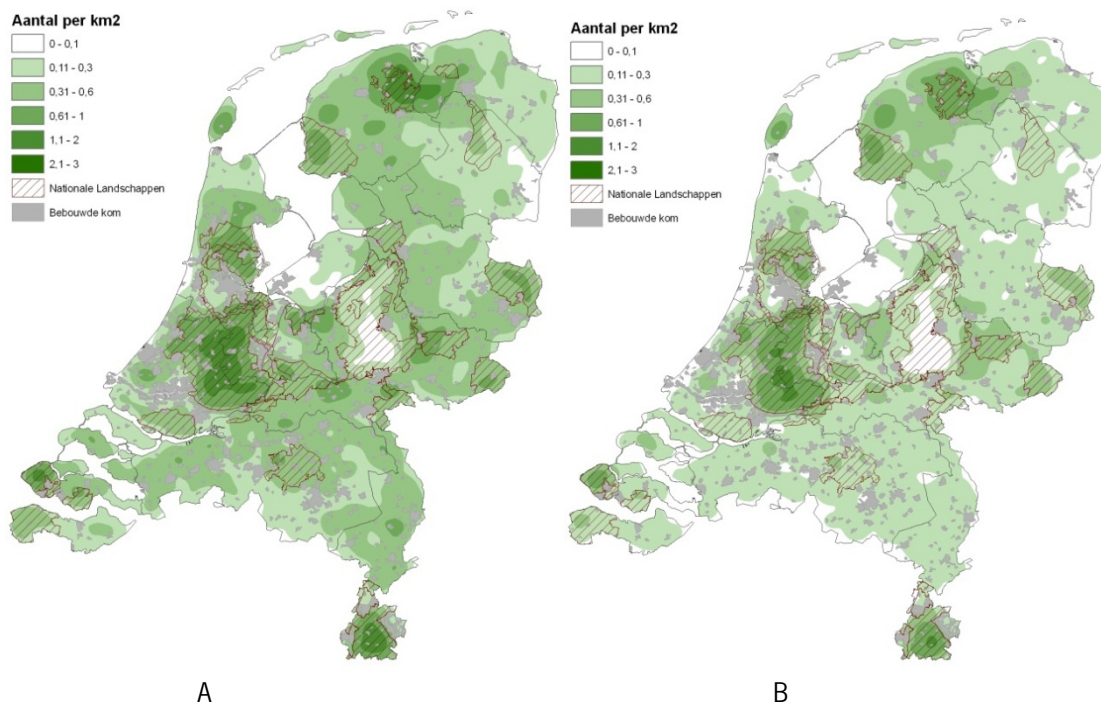 Aantal per km2
0 - 0,1
0,11 - 0,3
0,31 - 0,6
0,61 - 1
1,1 - 2
2,1 - 3
Nationale Landschappen
Bebouwde kom
Aantal per km2
0 - 0,1
0,11 - 0,3
0,31 - 0,6
0,61 - 1
1,1 - 2
2,1 - 3
Nationale Landschappen
Bebouwde kom
A
B